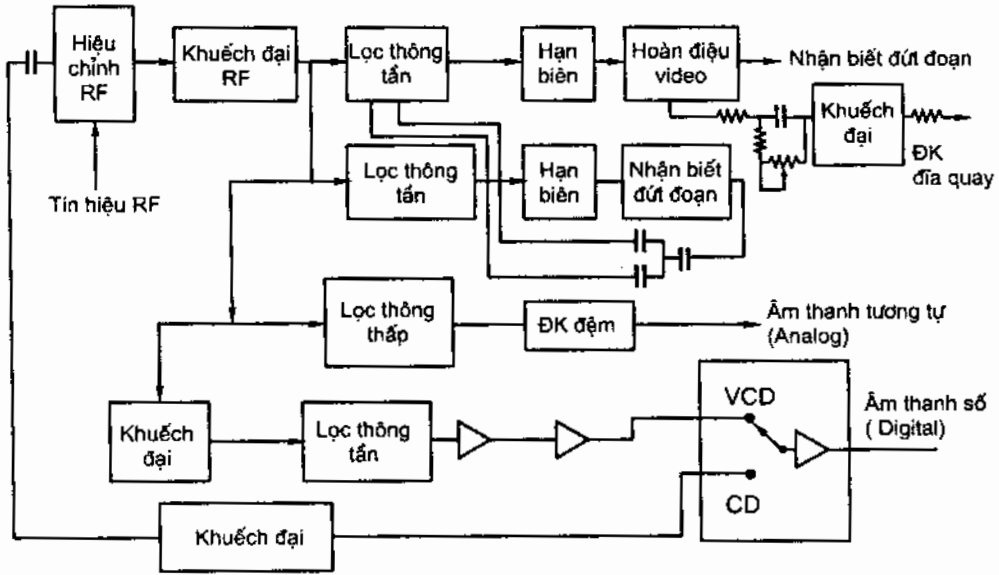 Hiệu
chỉnh
RF
Khuếch đại
RF
Lọc thông
tần
Hạn
biên
Hoàn điệu
video
Nhận biết đứt đoạn
Khuếch
đại
ĐK
đĩa quay
Tín hiệu RF
Lọc thông
tần
Hạn
biên
Nhận biết
đứt đoạn
Lọc thông
thấp
ĐK đệm
Âm thanh tương tự
(Analog)
Khuếch
đại
Lọc thông
tần
VCD
CD
Âm thanh số
( Digital)
Khuếch đại